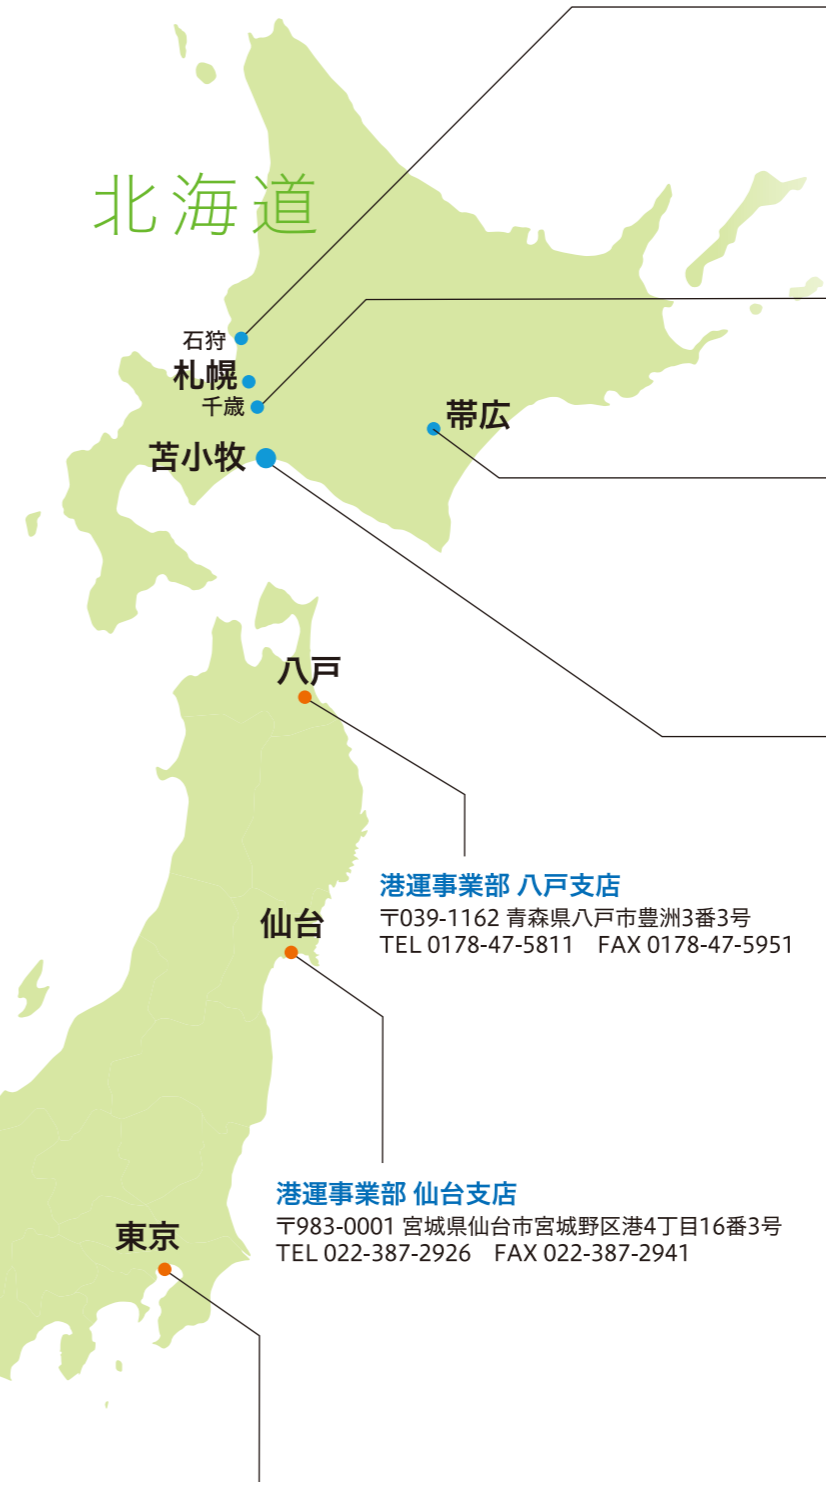 北海道
石狩
札幌
千歳
帯広
苫小牧
八戸
港運事業部 八戸支店
〒039-1162 青森県八戸市豊洲3番3号
TEL 0178-47-5811　FAX 0178-47-5951
仙台
港運事業部 仙台支店
〒983-0001 宮城県仙台市宮城野区港4丁目16番3号
TEL 022-387-2926　FAX 022-387-2941
東京